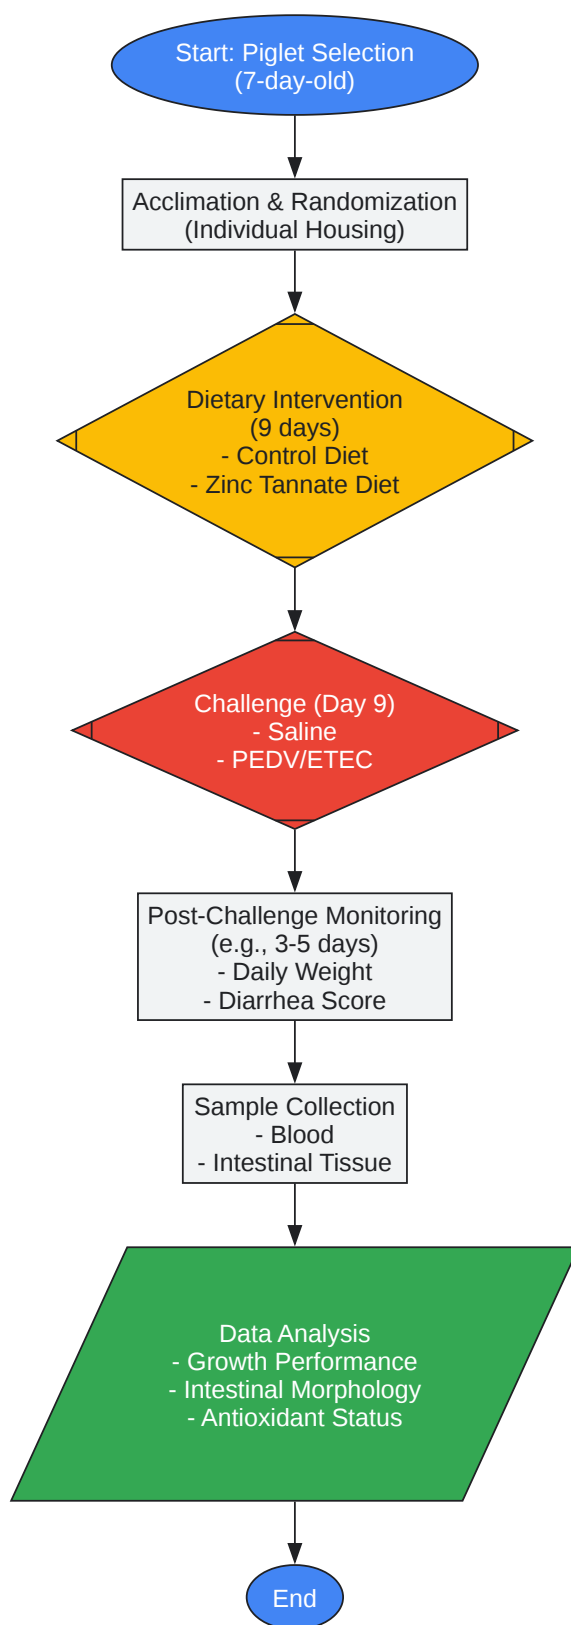 Start: Piglet Selection
(7-day-old)
Acclimation & Randomization
(Individual Housing)
Dietary Intervention
(9 days)
- Control Diet
- Zinc Tannate Diet
Challenge (Day 9)
- Saline
- PEDV/ETEC
Post-Challenge Monitoring
(e.g., 3-5 days)
- Daily Weight
- Diarrhea Score
Sample Collection
- Blood
- Intestinal Tissue
Data Analysis
- Growth Performance
- Intestinal Morphology
- Antioxidant Status
End